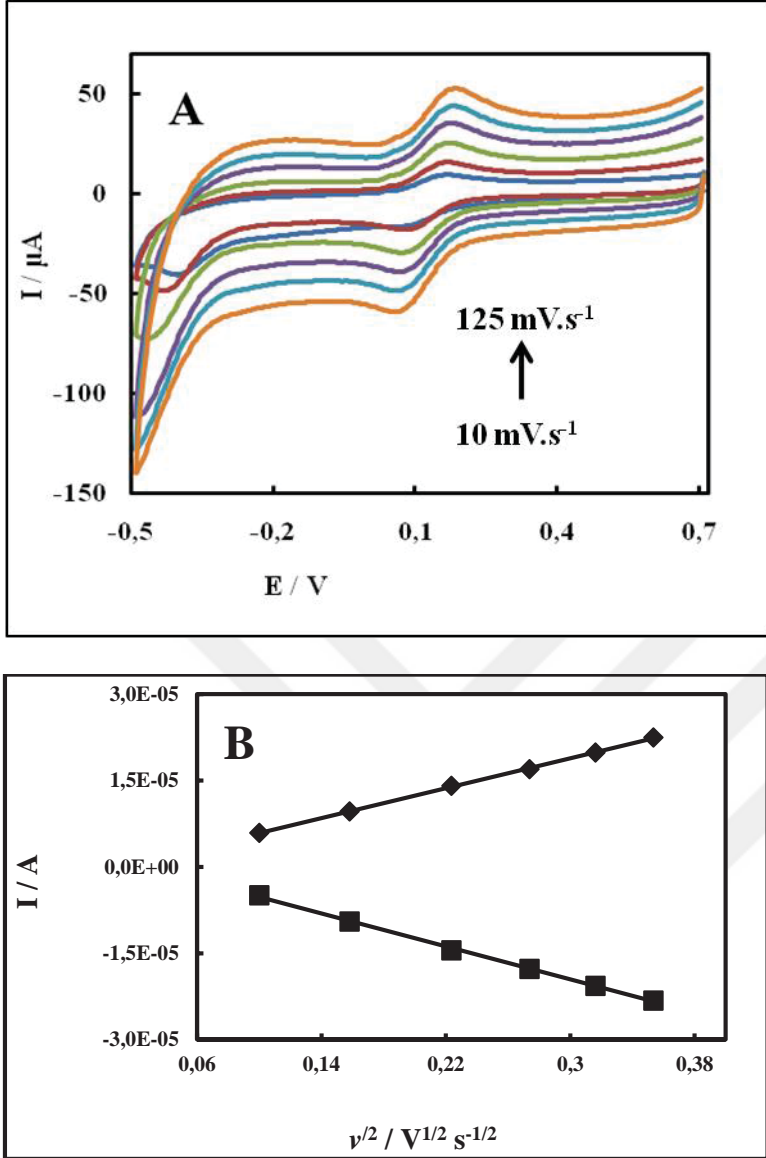 A
50
0
-50
-100
-150
I / µA
125 mV.s-1
10 mV.s-1
-0,5 -0,2 0,1 0,4 0,7
E / V
B
3,0E-05
1,5E-05
0,0E+00
-1,5E-05
-3,0E-05
I / A
0,06 0,14 0,22 0,3 0,38
v/2 / V1/2 s-1/2